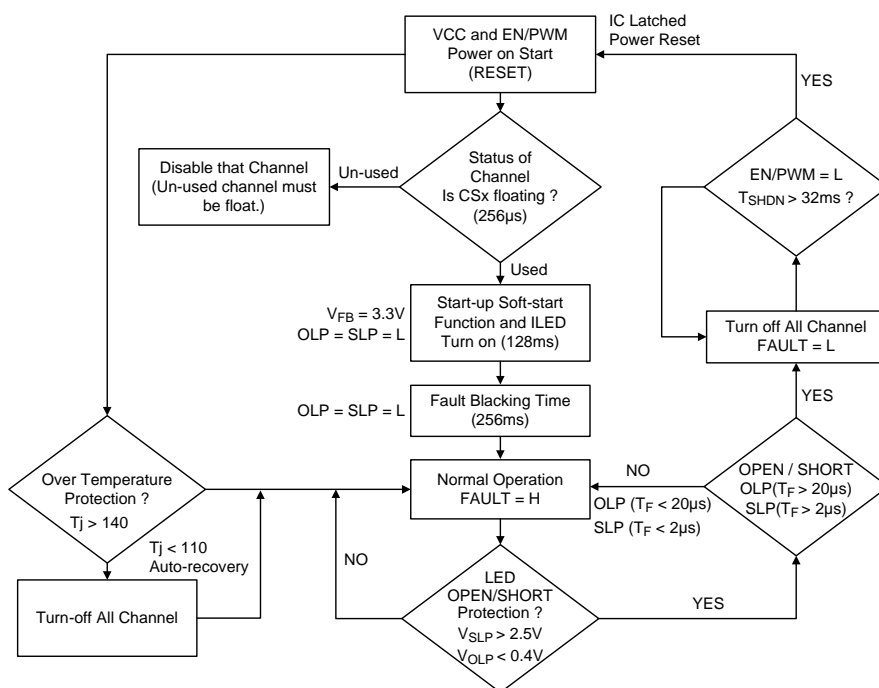 IC Latched
Power Reset
VCC and EN/PWM
Power on Start
(RESET)
YES
Disable that Channel
(Un-used channel must
be float.)
Un-used
Status of
Channel
Is CSx floating ?
(256µs)
EN/PWM = L
TSHDN > 32ms ?
Used
VFB = 3.3V
OLP = SLP = L
Start-up Soft-start
Function and ILED
Turn on (128ms)
Turn off All Channel
FAULT = L
OLP = SLP = L
Fault Blacking Time
(256ms)
YES
Over Temperature
Protection ?
Tj > 140
Normal Operation
FAULT = H
NO
OLP (TF < 20µs)
SLP (TF < 2µs)
OPEN / SHORT
OLP(TF > 20µs)
SLP(TF > 2µs)
Tj < 110
Auto-recovery
NO
Turn-off All Channel
LED
OPEN/SHORT
Protection ?
VSLP > 2.5V
VOLP < 0.4V
YES